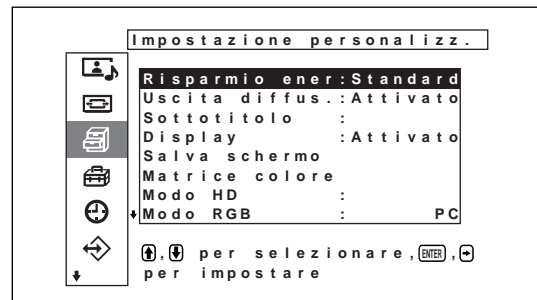 Impostazione personalizz.
Risparmio ener:Standard
Uscita diffus.:Attivato
Sottotitolo :
Display :Attivato
Salva schermo
Matrice colore
Modo HD :
Modo RGB : PC
, per selezionare, ENTER ,
per impostare